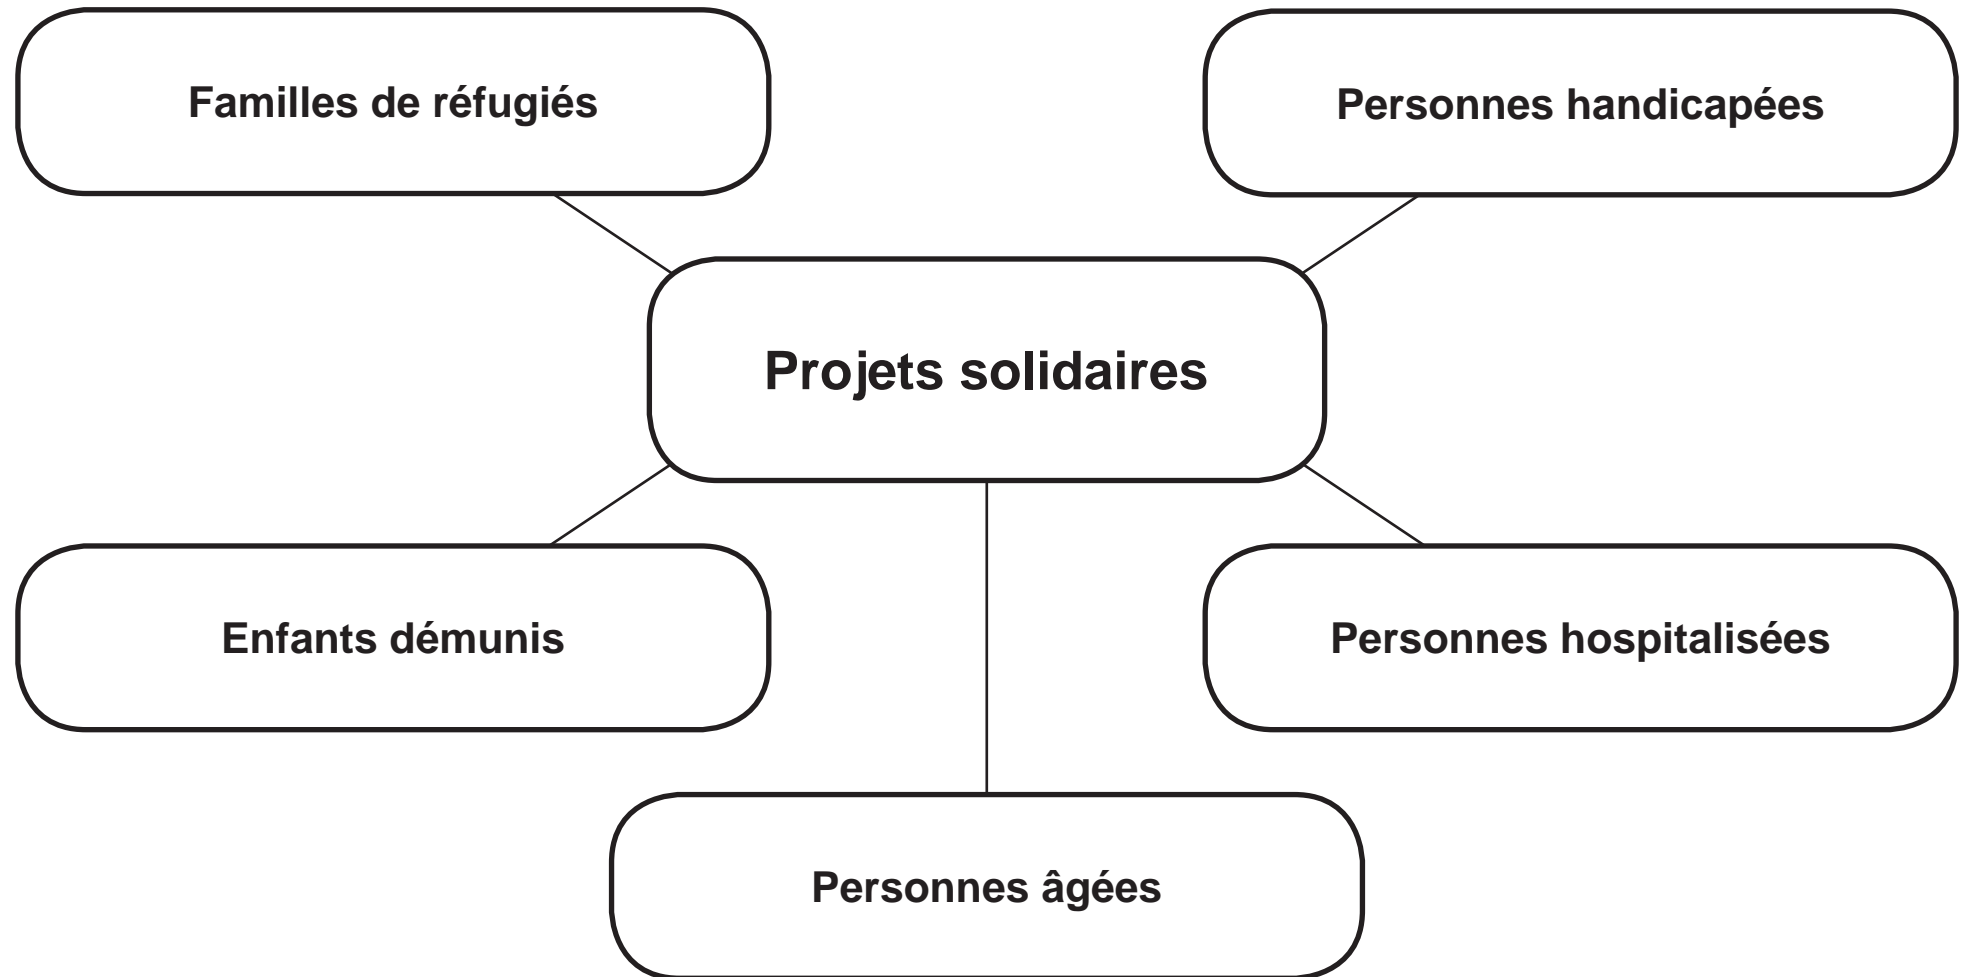 Familles de réfugiés
Personnes handicapées
Projets solidaires
Enfants démunis
Personnes hospitalisées
Personnes âgées